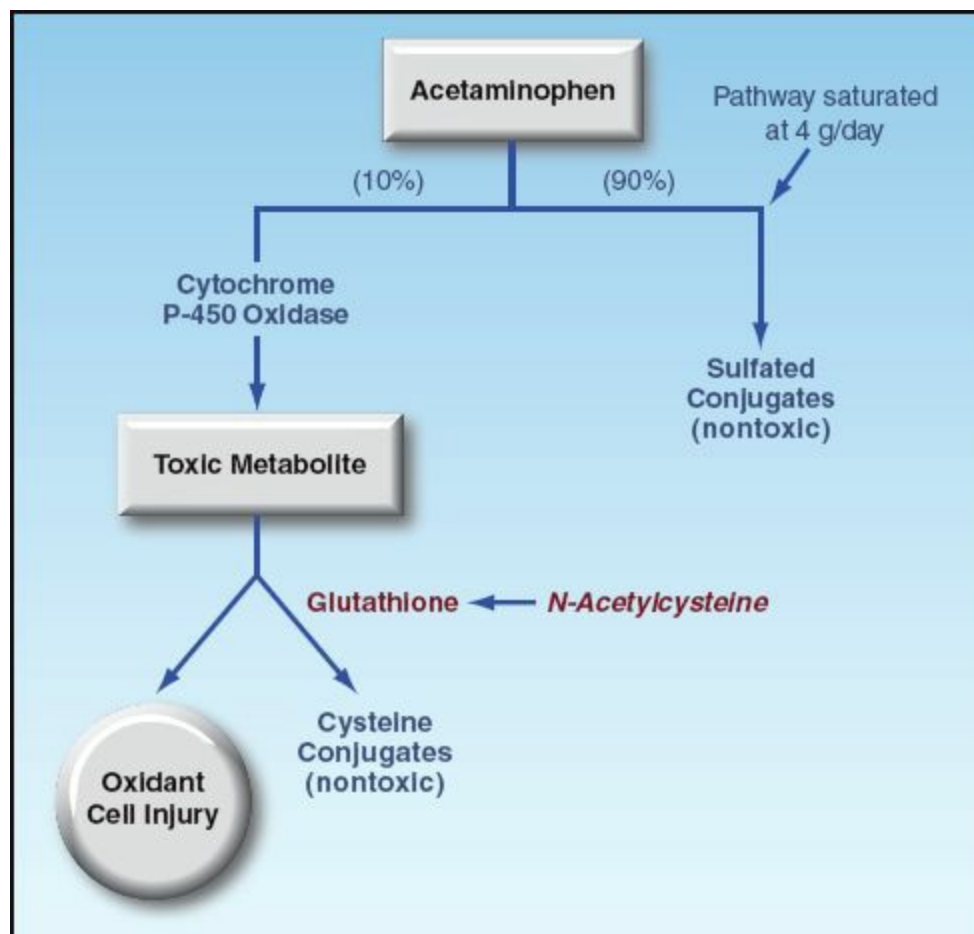 Acetaminophen
Pathway saturated
at 4 g/day
(10%)
(90%)
Cytochrome
P-450 Oxidase
Sulfated
Conjugates
(nontoxic)
Toxic Metabolite
Glutathione
N-Acetylcysteine
Cysteine
Conjugates
(nontoxic)
Oxidant
Cell Injury